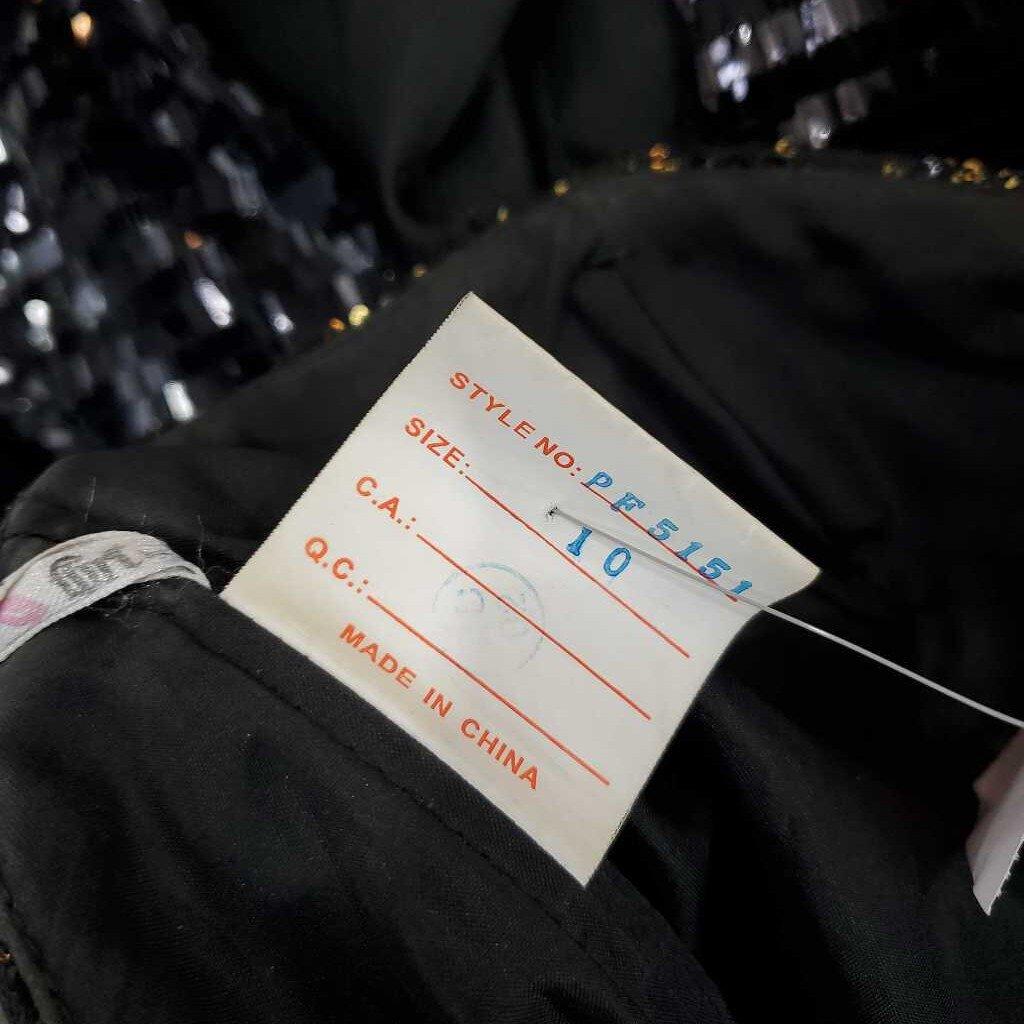 STYLE NO: PF5151
SIZE: 10
C.A.:
Q.C.:
MADE IN CHINA